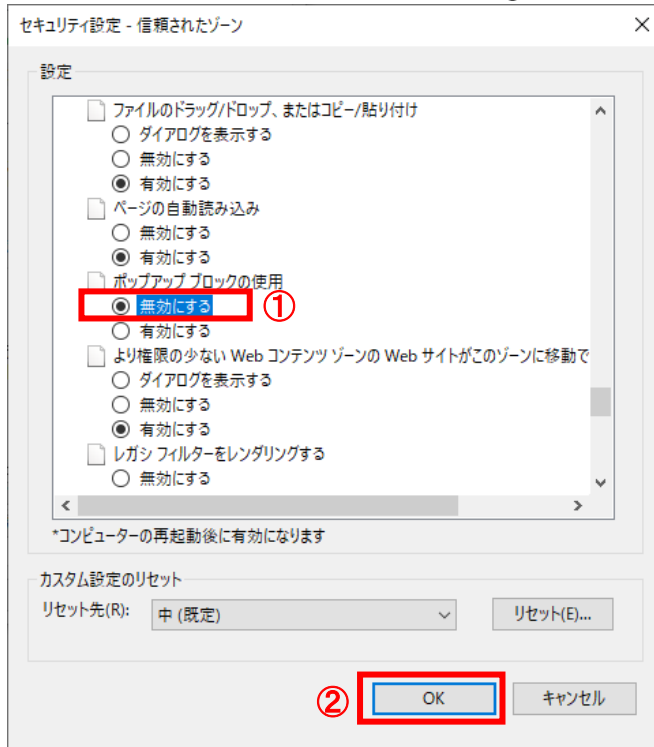 セキュリティ設定 - 信頼されたゾーン
設定
ファイルのドラッグ/ドロップ、またはコピー/貼り付け
ダイアログを表示する
無効にする
有効にする
ページの自動読み込み
無効にする
有効にする
ポップアップ ブロックの使用
無効にする ①
有効にする
より権限の少ない Web コンテンツ ゾーンの Web サイトがこのゾーンに移動で
ダイアログを表示する
無効にする
有効にする
レガシ フィルターをレンダリングする
無効にする
*コンピューターの再起動後に有効になります
カスタム設定のリセット
リセット先(R): 中 (既定) リセット(E)...
② OK キャンセル